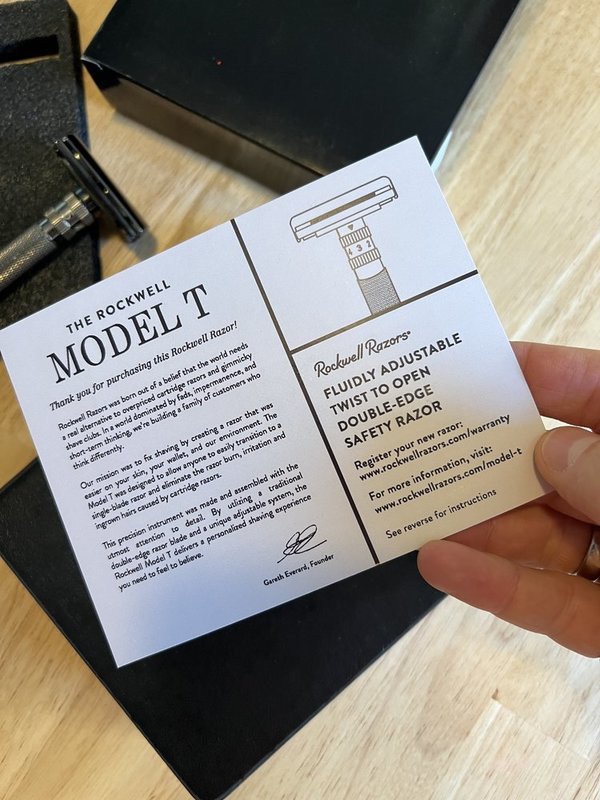 THE ROCKWELL
MODEL T
Thank you for purchasing this Rockwell Razor!
Rockwell Razors was born out of a belief that the world needs
a real alternative to overpriced cartridge razors and gimmicky
shave clubs. In a world dominated by fads, impermanence, and
short-term thinking, we're building a family of customers who
think differently.
Our mission was to fix shaving by creating a razor that was
easier on your skin, your wallet, and our environment. The
Model T was designed to allow anyone to easily transition to a
single-blade razor and eliminate the razor burn, irritation and
ingrown hairs caused by cartridge razors.
This precision instrument was made and assembled with the
utmost attention to detail. By utilizing a traditional
double-edge razor blade and a unique adjustable system, the
Rockwell Model T delivers a personalized shaving experience
you need to feel to believe.
Gareth Everard, Founder
4 3 2
Rockwell Razors®
FLUIDLY ADJUSTABLE
TWIST TO OPEN
DOUBLE-EDGE
SAFETY RAZOR
Register your new razor:
www.rockwellrazors.com/warranty
For more information, visit:
www.rockwellrazors.com/model-t
See reverse for instructions